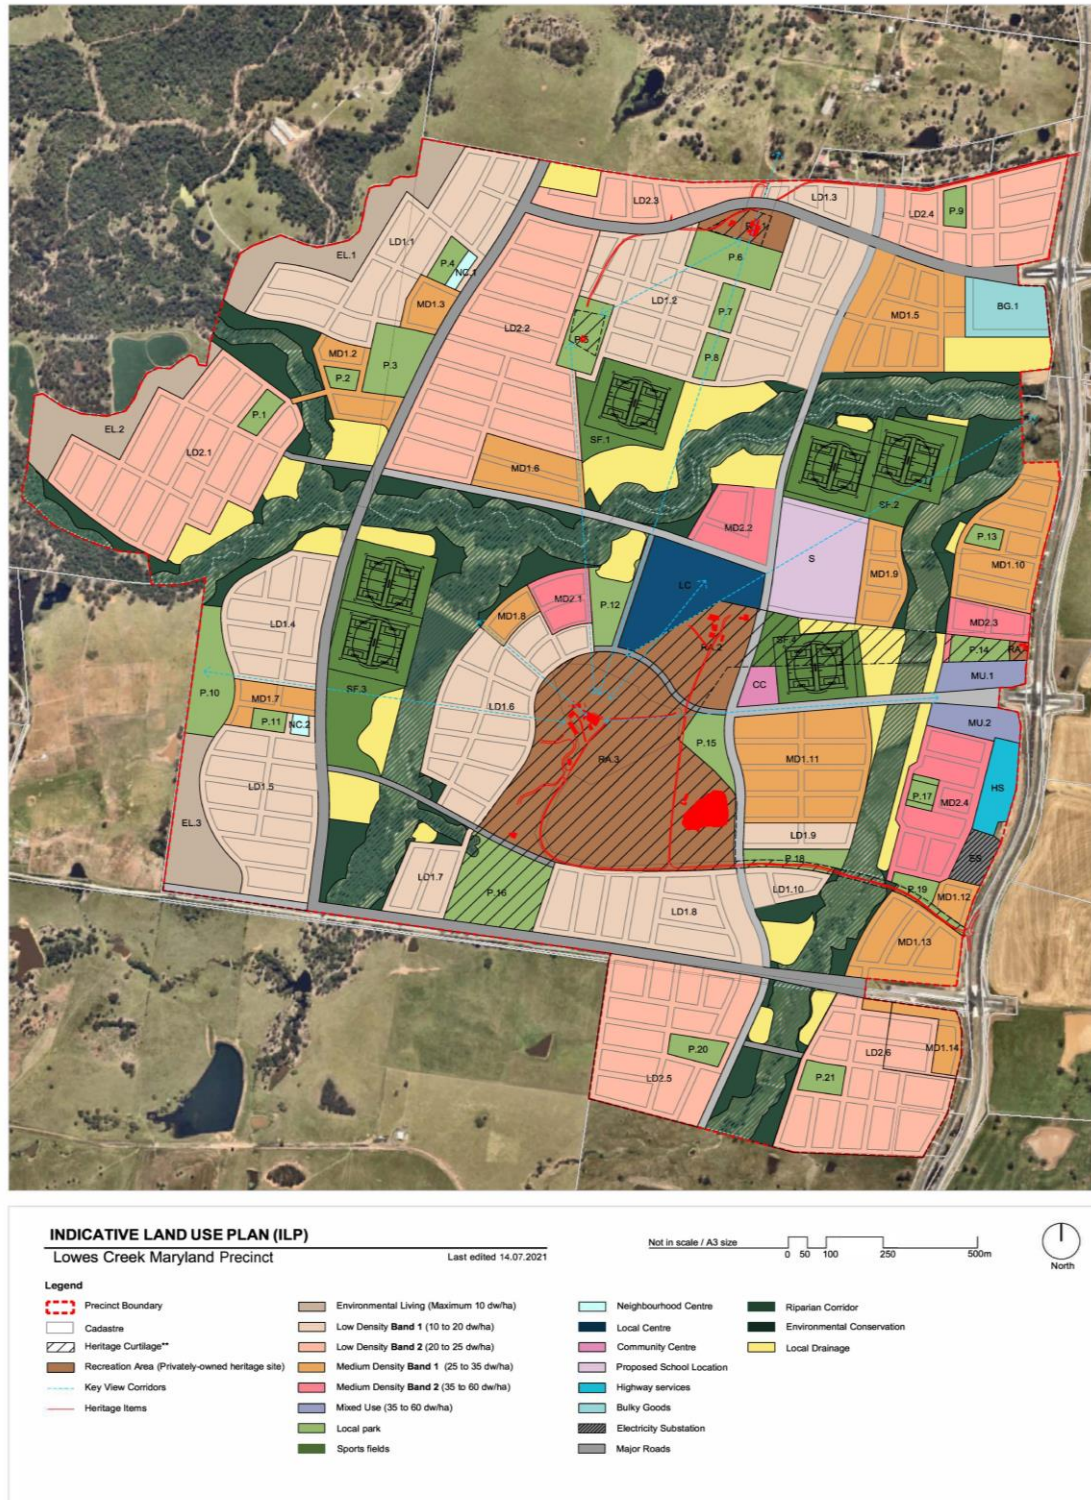 LD1.3
LD2.3
LD2.4
P.9
LD1.1
P.6
EL.1
P.4
NC.1
LD1.2
BG.1
MD1.3
P.7
MD1.5
LD2.2
MD1.2
P.3
P.8
P.2
P.1
EL.2
SF.1
LD2.1
MD1.6
SF.2
MD2.2
P.13
S
MD1.9
MD1.10
LC
MD2.1
P.12
MD1.8
LD1.4
MD2.3
SF.4
RA.2
P.14
MU.1
CC
P.10
SF.3
MD1.7
LD1.6
P.11
NC.2
MU.2
P.15
RA.3
MD1.11
LD1.5
HS
P.17
MD2.4
EL.3
LD1.9
P.18
ES
LD1.7
P.16
LD1.10
P.19
MD1.12
LD1.8
MD1.13
P.20
LD2.6
MD1.14
LD2.5
P.21
INDICATIVE LAND USE PLAN (ILP)
Lowes Creek Maryland Precinct
Last edited 14.07.2021
Not in scale / A3 size
0 50 100 250 500m
North
Legend
Precinct Boundary
Cadastre
Heritage Curtilage**
Recreation Area (Privately-owned heritage site)
Key View Corridors
Heritage Items
Environmental Living (Maximum 10 dw/ha)
Low Density Band 1 (10 to 20 dw/ha)
Low Density Band 2 (20 to 25 dw/ha)
Medium Density Band 1 (25 to 35 dw/ha)
Medium Density Band 2 (35 to 60 dw/ha)
Mixed Use (35 to 60 dw/ha)
Local park
Sports fields
Neighbourhood Centre
Local Centre
Community Centre
Proposed School Location
Highway services
Bulky Goods
Electricity Substation
Major Roads
Riparian Corridor
Environmental Conservation
Local Drainage